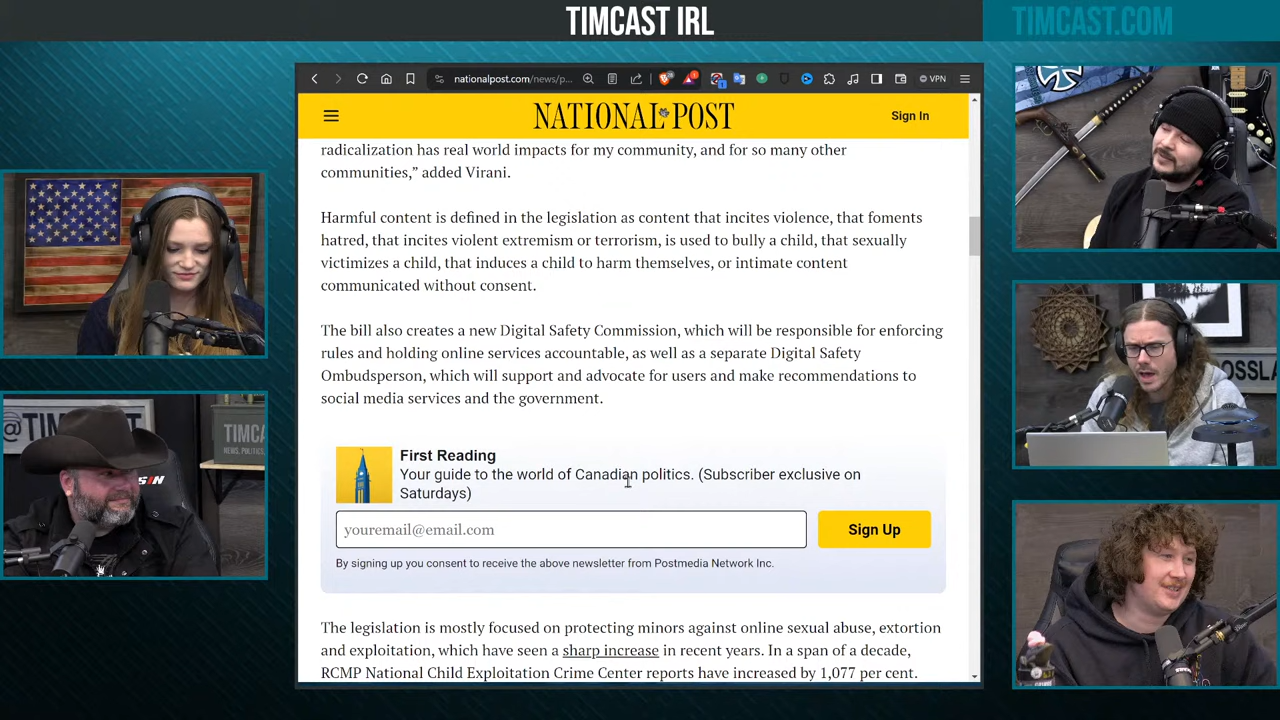 TIMCAST IRL
TIMCAST.COM
nationalpost.com/news/p...
VPN
NATIONAL POST
Sign In
radicalization has real world impacts for my community, and for so many other
communities,” added Virani.
Harmful content is defined in the legislation as content that incites violence, that foments
hatred, that incites violent extremism or terrorism, is used to bully a child, that sexually
victimizes a child, that induces a child to harm themselves, or intimate content
communicated without consent.
The bill also creates a new Digital Safety Commission, which will be responsible for enforcing
rules and holding online services accountable, as well as a separate Digital Safety
Ombudsperson, which will support and advocate for users and make recommendations to
social media services and the government.
First Reading
Your guide to the world of Canadian politics. (Subscriber exclusive on
Saturdays)
youremail@email.com
Sign Up
By signing up you consent to receive the above newsletter from Postmedia Network Inc.
The legislation is mostly focused on protecting minors against online sexual abuse, extortion
and exploitation, which have seen a sharp increase in recent years. In a span of a decade,
RCMP National Child Exploitation Crime Center reports have increased by 1,077 per cent.
@TIMC
TIMC